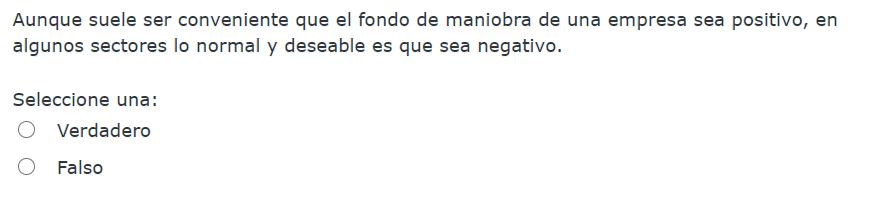 Aunque suele ser conveniente que el fondo de maniobra de una empresa sea positivo, en
algunos sectores lo normal y deseable es que sea negativo.
Seleccione una:
Verdadero
Falso